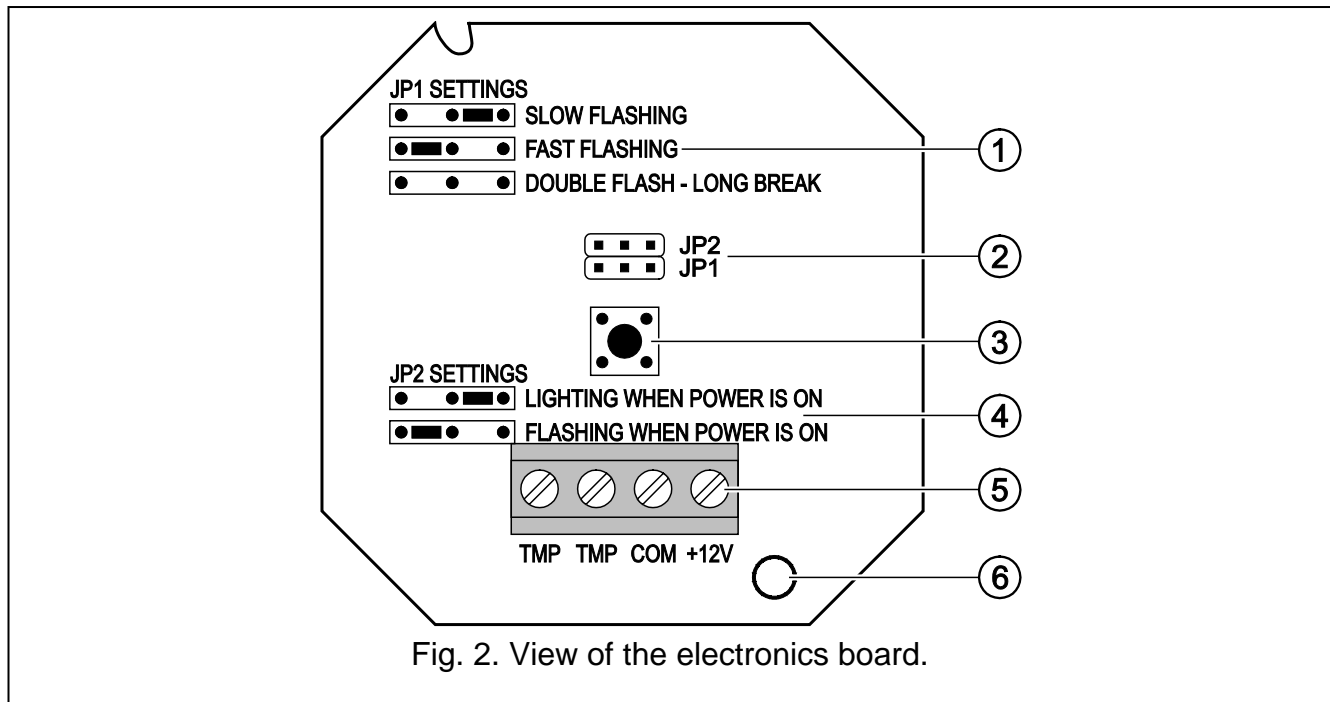 JP1 SETTINGS
SLOW FLASHING
FAST FLASHING
1
DOUBLE FLASH - LONG BREAK
JP2
2
JP1
3
JP2 SETTINGS
LIGHTING WHEN POWER IS ON
4
FLASHING WHEN POWER IS ON
5
TMP TMP COM +12V
6
Fig. 2. View of the electronics board.